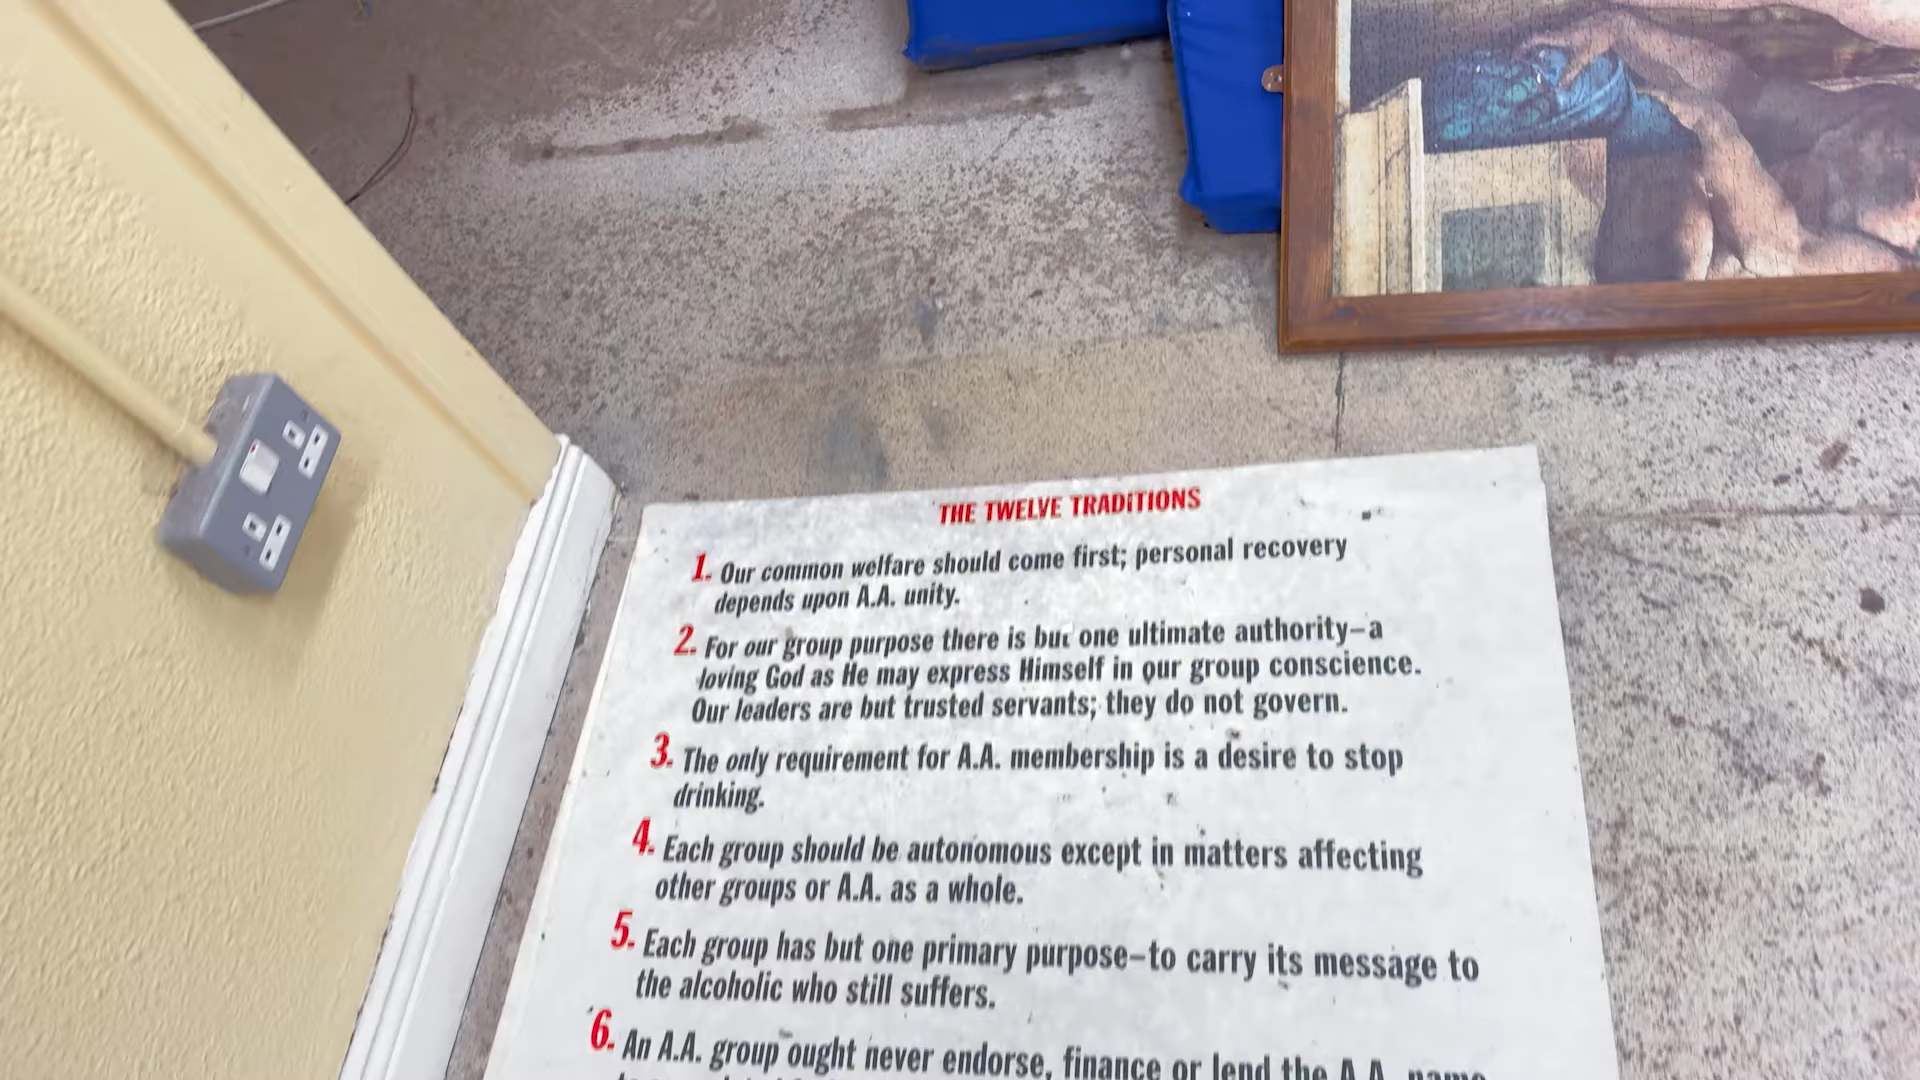 THE TWELVE TRADITIONS
1. Our common welfare should come first; personal recovery
depends upon A.A. unity.
2. For our group purpose there is but one ultimate authority–a
loving God as He may express Himself in our group conscience.
Our leaders are but trusted servants; they do not govern.
3. The only requirement for A.A. membership is a desire to stop
drinking.
4. Each group should be autonomous except in matters affecting
other groups or A.A. as a whole.
5. Each group has but one primary purpose–to carry its message to
the alcoholic who still suffers.
6. An A.A. group ought never endorse, finance or lend the A.A. name